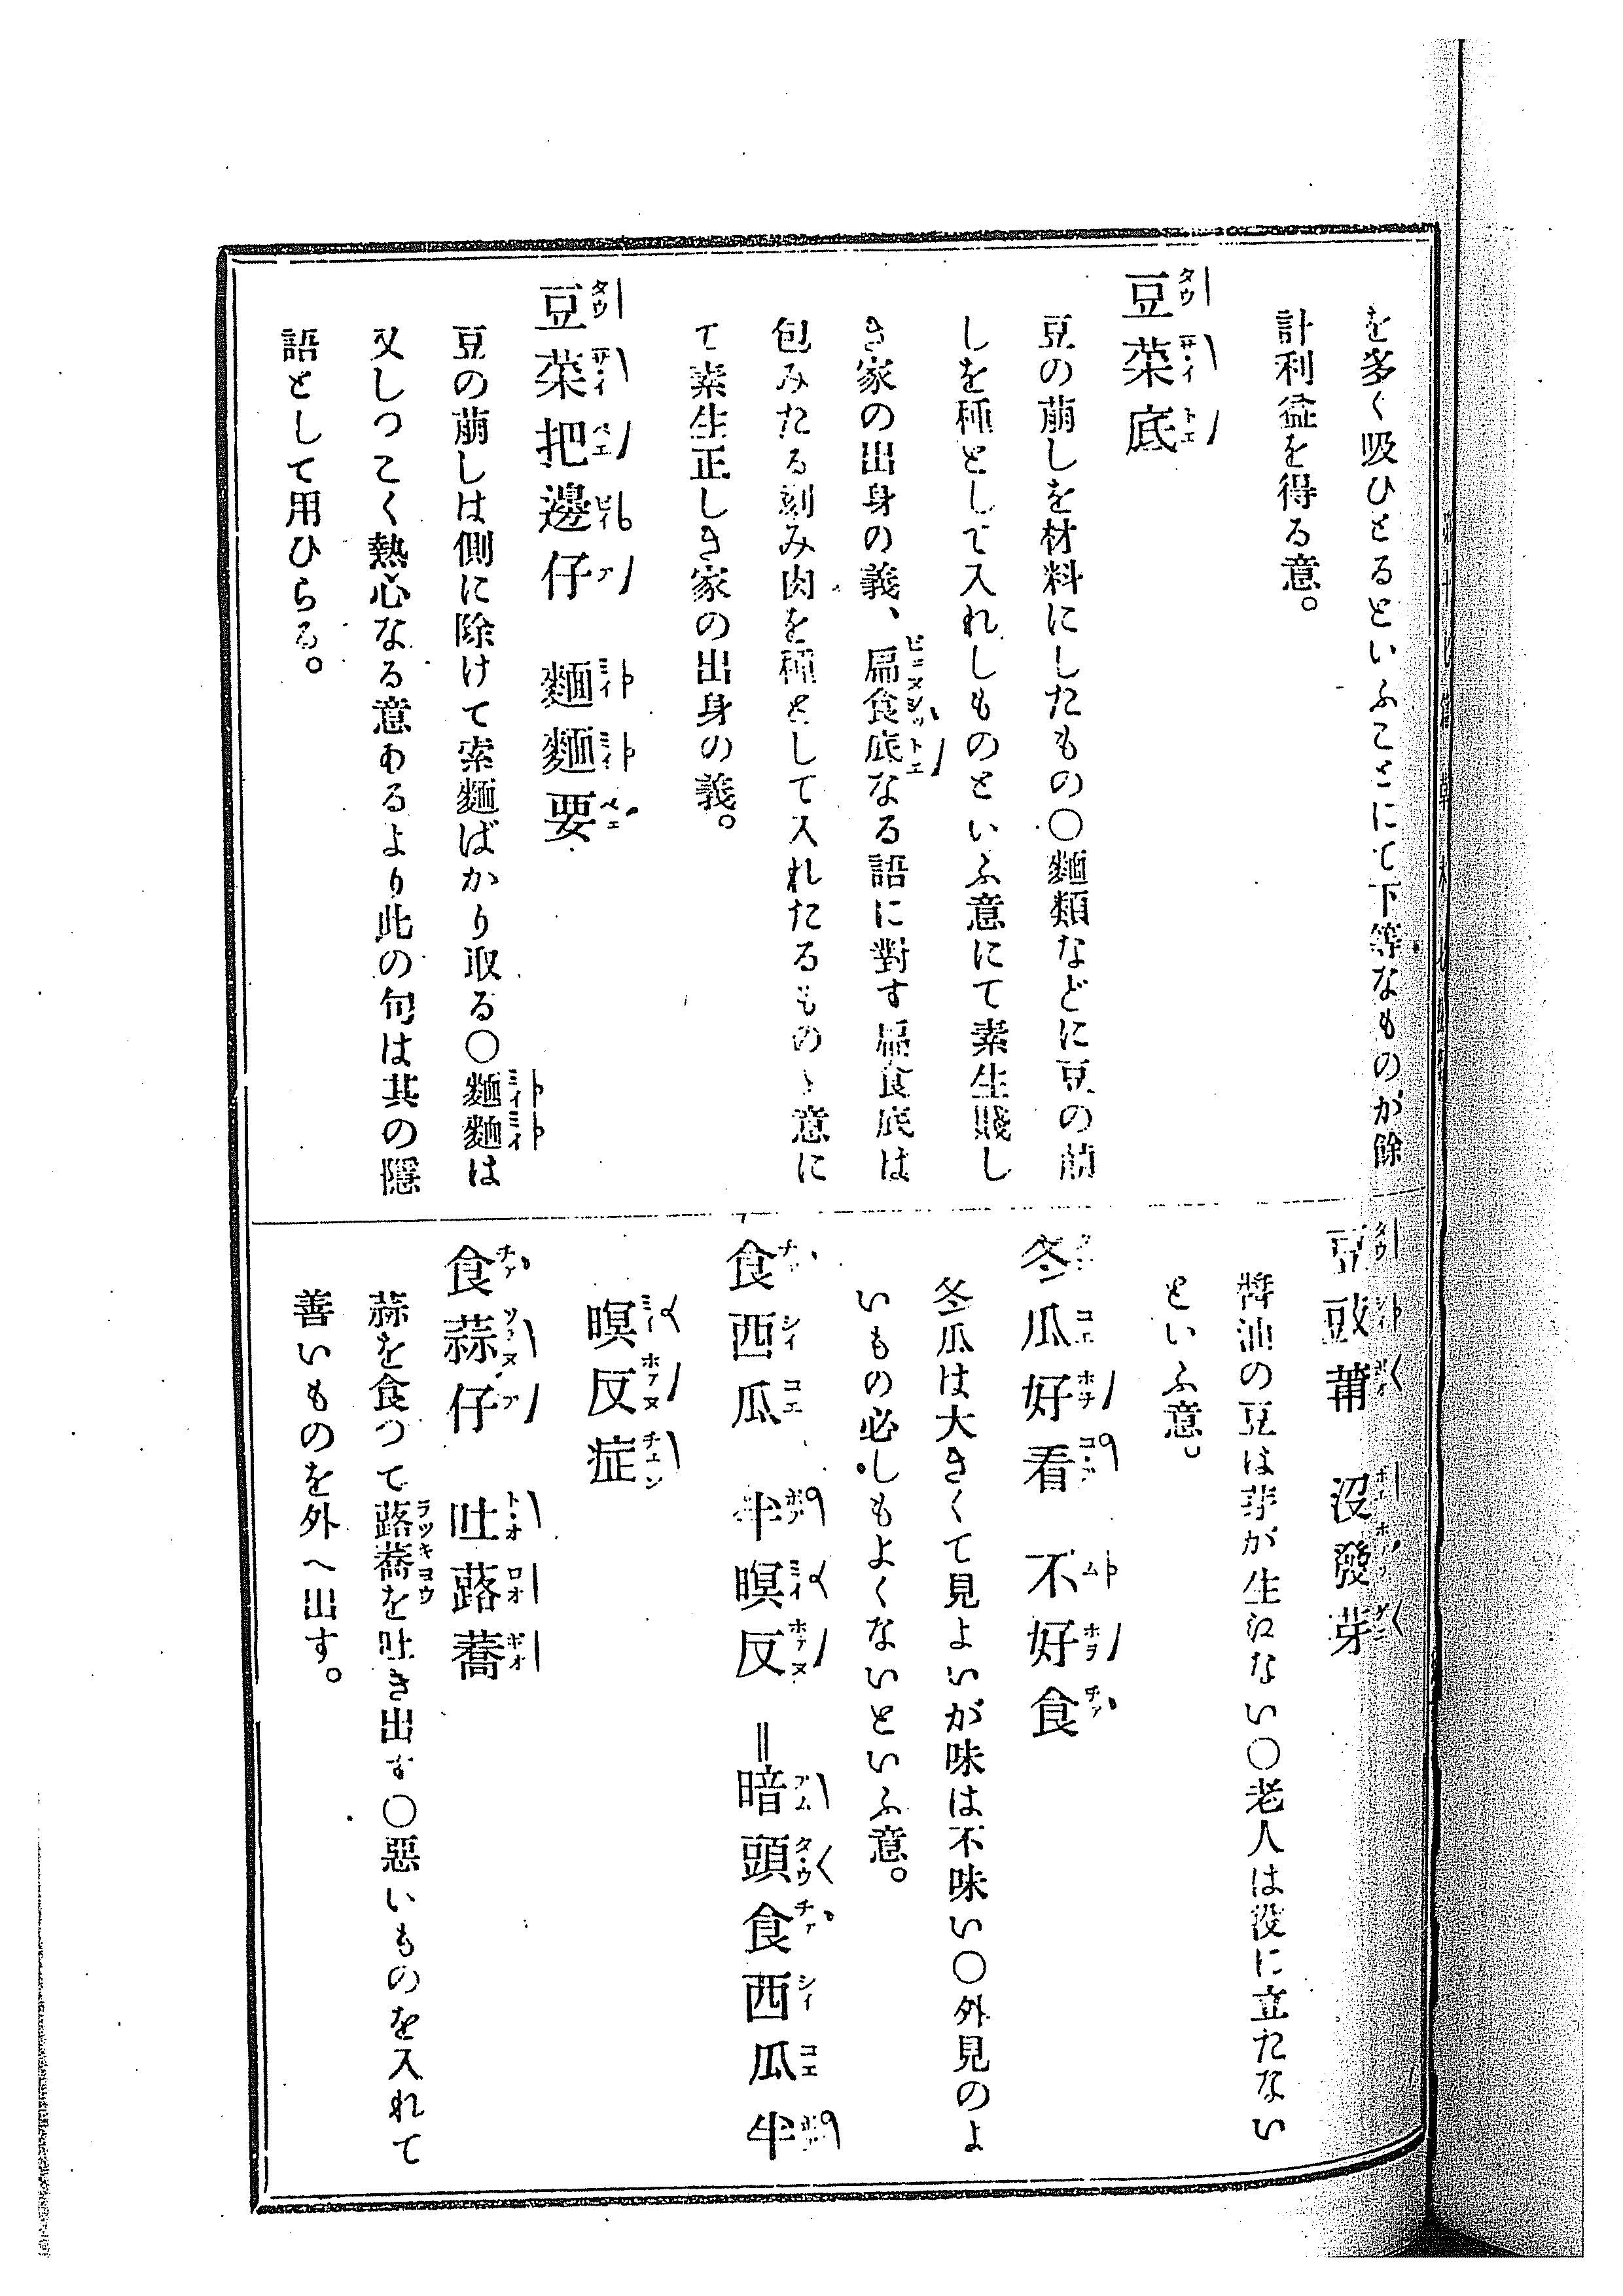 を多く吸ひとるといふことにて下等なものが餘
計利益を得る意。
豆菜底
豆の萠しを材料にしたもの〇麵類などに豆の萠
しを種として入れしものといふ意にて素生賤し
き家の出身の義、扁食底なる語に對す扁食底は
包みたる刻み肉を種として入れたるものゝ意に
て素生正しき家の出身の義。
豆菜把邊仔 麵麵要
豆の萠しは側に除けて索麵ばかり取る〇麵麵は
又しつこく熱心なる意あるより此の句は其の隱
語として用ひらる。
豆豉莆 沒發芽
醬油の豆は芽が生ﾞえない〇老人は役に立たない
といふ意。
冬瓜好看 不好食
冬瓜は大きくて見よいが味は不味い〇外見のよ
いもの必しもよくないといふ意。
食西瓜 半暝反 ＝暗頭食西瓜半
暝反症
食蒜仔 吐蕗蕎
蒜を食つて蕗蕎を吐き出す〇惡いものを入れて
善いものを外へ出す。